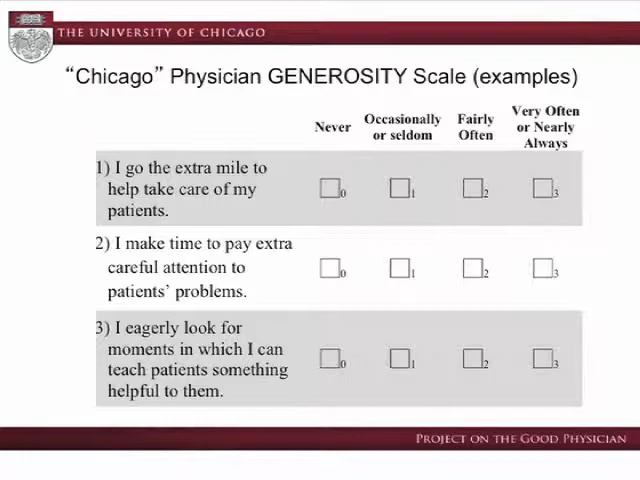 THE UNIVERSITY OF CHICAGO
“Chicago” Physician GENEROSITY Scale (examples)
Never
Occasionally
or seldom
Fairly
Often
Very Often
or Nearly
Always
1) I go the extra mile to
help take care of my
patients.
0 1 2 3
2) I make time to pay extra
careful attention to
patients’ problems.
0 1 2 3
3) I eagerly look for
moments in which I can
teach patients something
helpful to them.
0 1 2 3
PROJECT ON THE GOOD PHYSICIAN